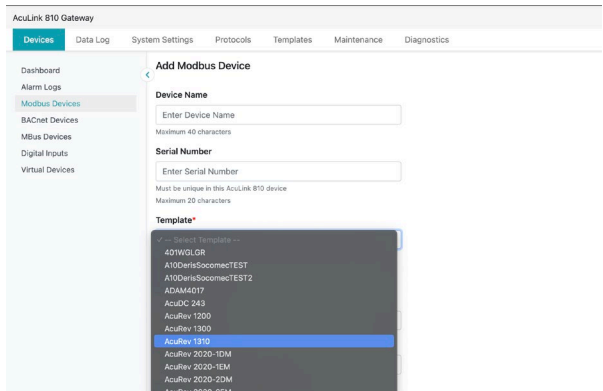 AcuLink 810 Gateway
Devices Data Log System Settings Protocols Templates Maintenance Diagnostics
Dashboard
Alarm Logs
Modbus Devices
BACnet Devices
MBus Devices
Digital Inputs
Virtual Devices
Add Modbus Device
Device Name
Enter Device Name
Maximum 40 characters
Serial Number
Enter Serial Number
Must be unique in this AcuLink 810 device
Maximum 20 characters
Template*
✓ -- Select Template --
401WGLGR
A10DerisSocomecTEST
A10DerisSocomecTEST2
ADAM4017
AcuDC 243
AcuRev 1200
AcuRev 1300
AcuRev 1310
AcuRev 2020-1DM
AcuRev 2020-1EM
AcuRev 2020-2DM